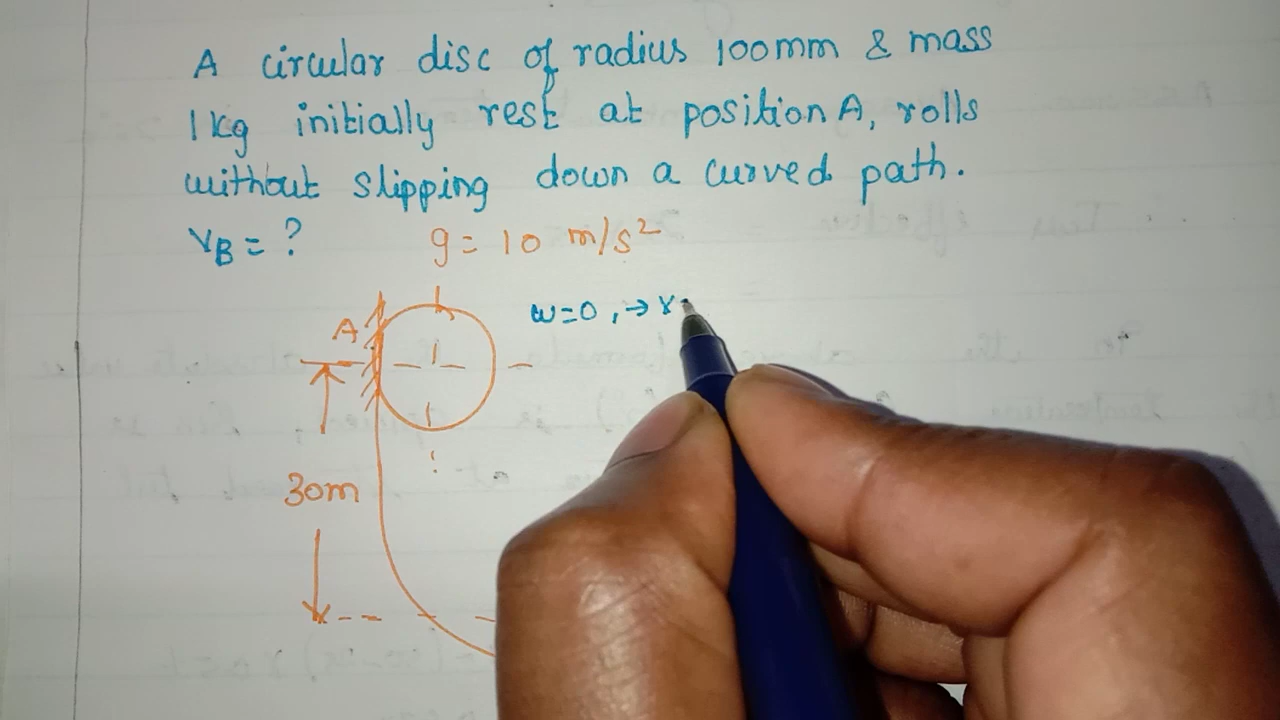 A circular disc of radius 100mm & mass
1kg initially rest at position A, rolls
without slipping down a curved path.
VB = ? g = 10 m/s²
ω=0, → v
A
30m